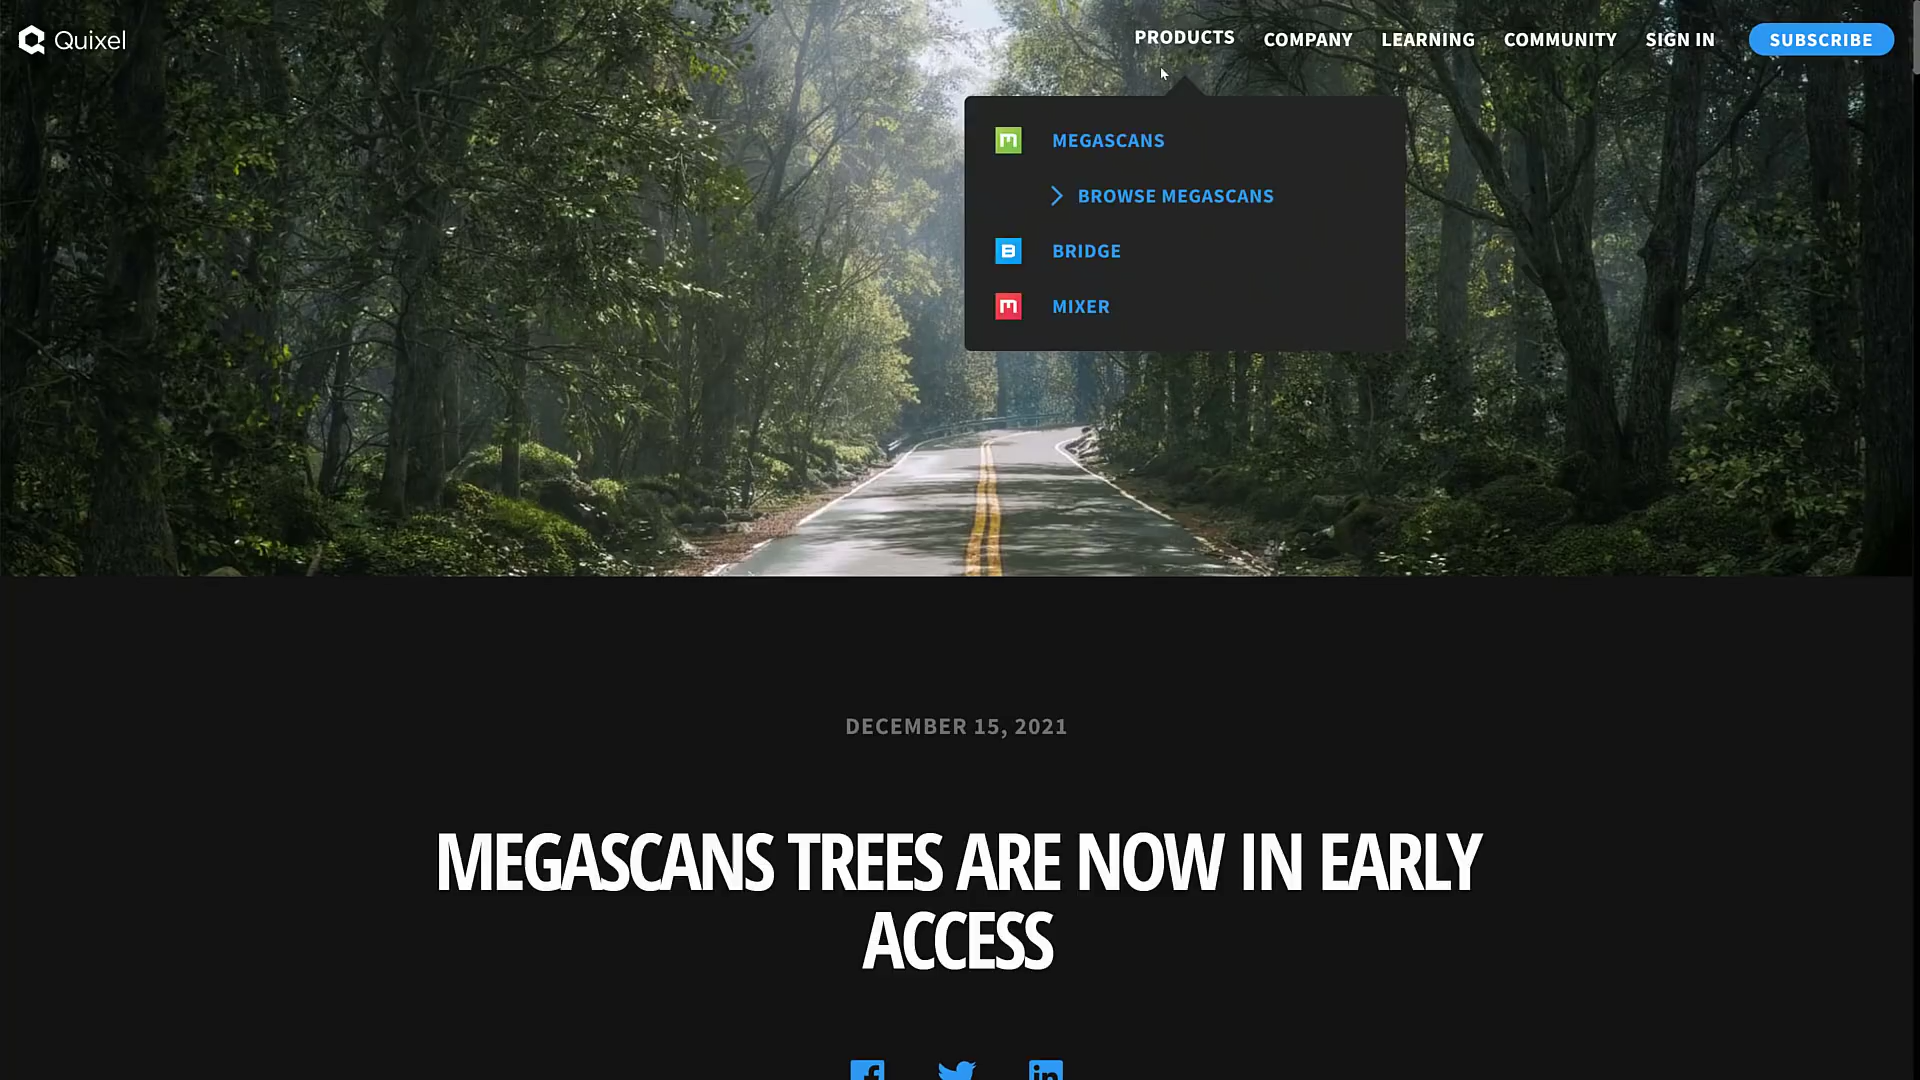 Quixel
PRODUCTS COMPANY LEARNING COMMUNITY SIGN IN SUBSCRIBE
MEGASCANS
BROWSE MEGASCANS
BRIDGE
MIXER
DECEMBER 15, 2021
MEGASCANS TREES ARE NOW IN EARLY
ACCESS